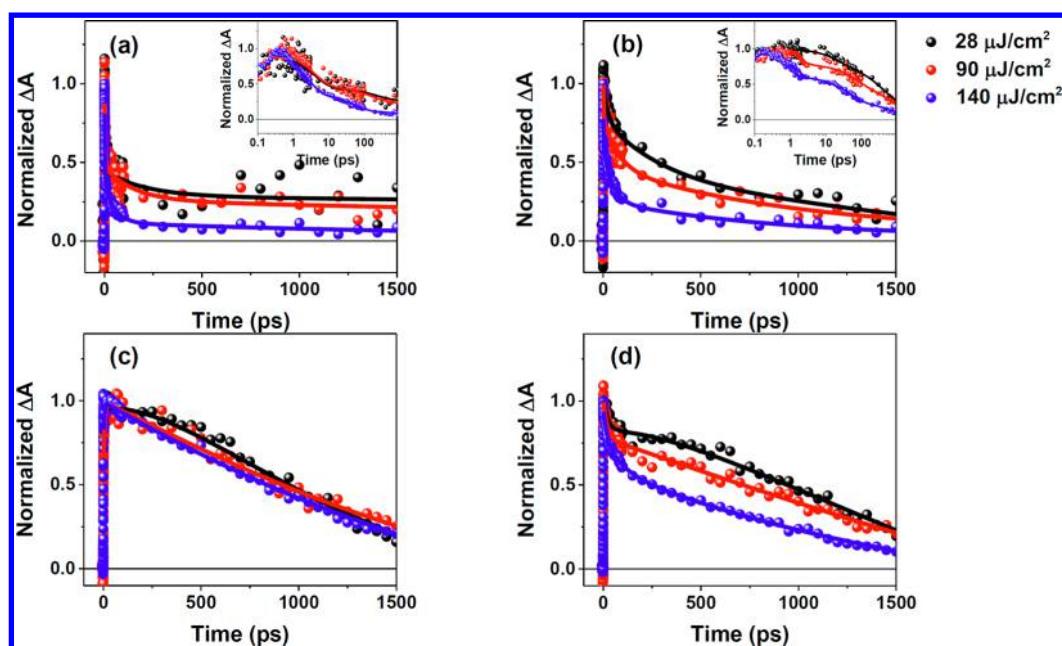 (a)
Normalized ΔA
1.0
0.5
0.0
0
500
1000
1500
Time (ps)
Normalized ΔA
1.0
0.5
0.0
0.1
1
10
100
Time (ps)
(b)
Normalized ΔA
1.0
0.5
0.0
0
500
1000
1500
Time (ps)
Normalized ΔA
1.0
0.5
0.0
0.1
1
10
100
Time (ps)
28 μJ/cm²
90 μJ/cm²
140 μJ/cm²
(c)
Normalized ΔA
1.0
0.5
0.0
0
500
1000
1500
Time (ps)
(d)
Normalized ΔA
1.0
0.5
0.0
0
500
1000
1500
Time (ps)